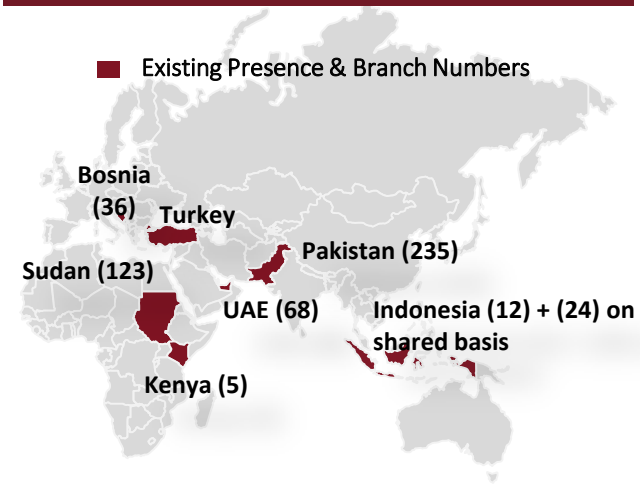 Existing Presence & Branch Numbers
Bosnia
(36)
Turkey
Pakistan (235)
Sudan (123)
UAE (68)
Indonesia (12) + (24) on
shared basis
Kenya (5)